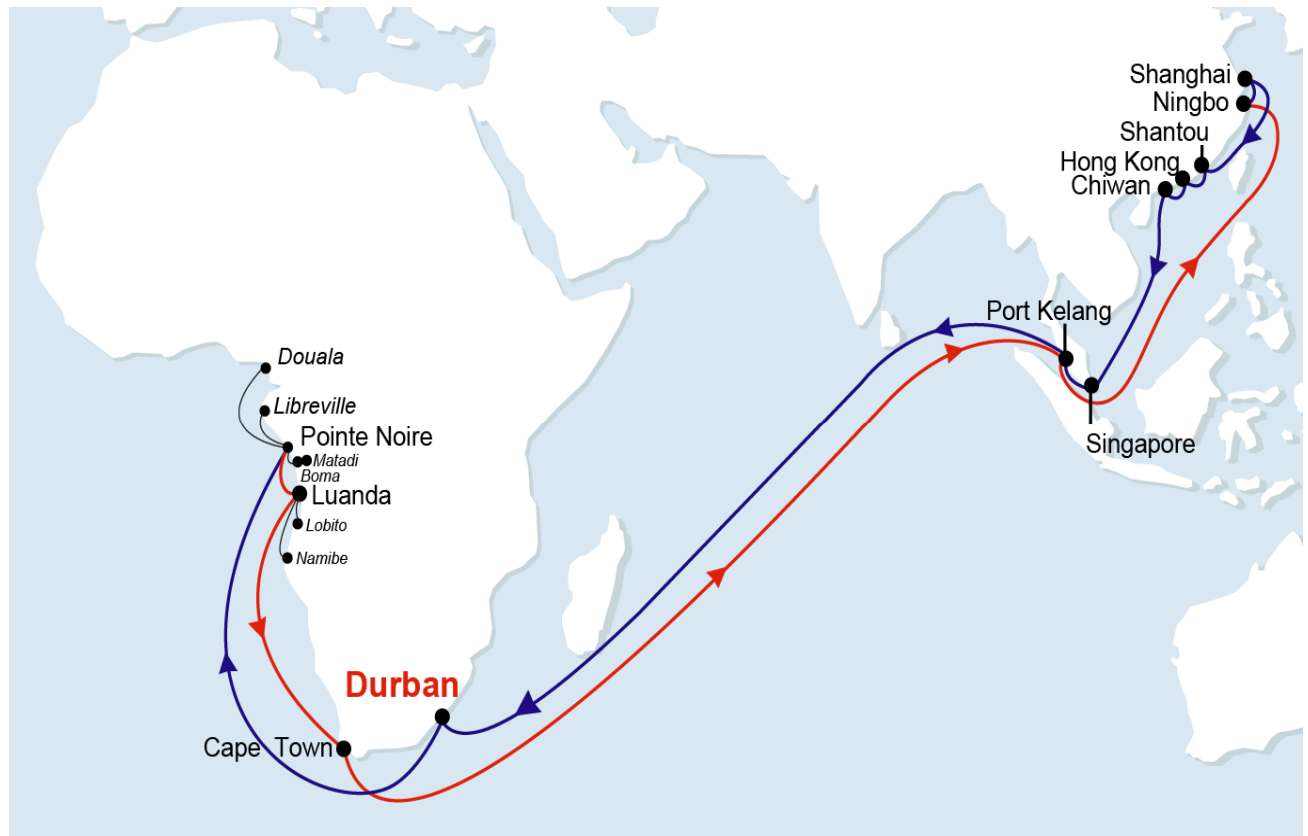 Shanghai
Ningbo
Shantou
Hong Kong
Chiwan
Port Kelang
Singapore
Douala
Libreville
Pointe Noire
Matadi
Boma
Luanda
Lobito
Namibe
Durban
Cape Town